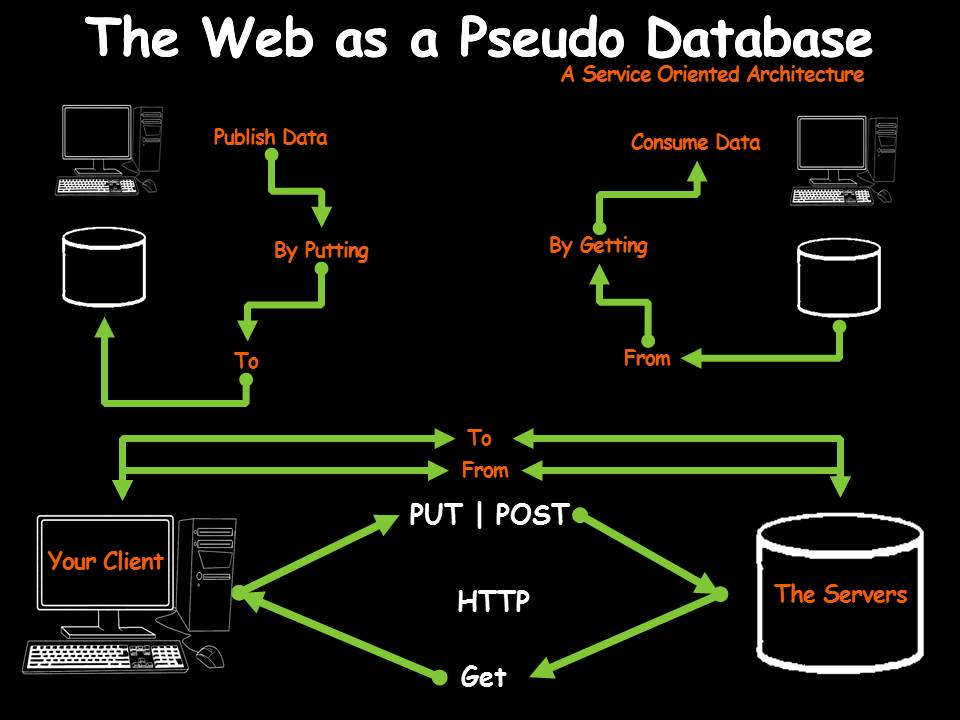 The Web as a Pseudo Database
A Service Oriented Architecture
Publish Data
Consume Data
By Putting
By Getting
To
From
To
From
PUT | POST
Your Client
The Servers
HTTP
Get